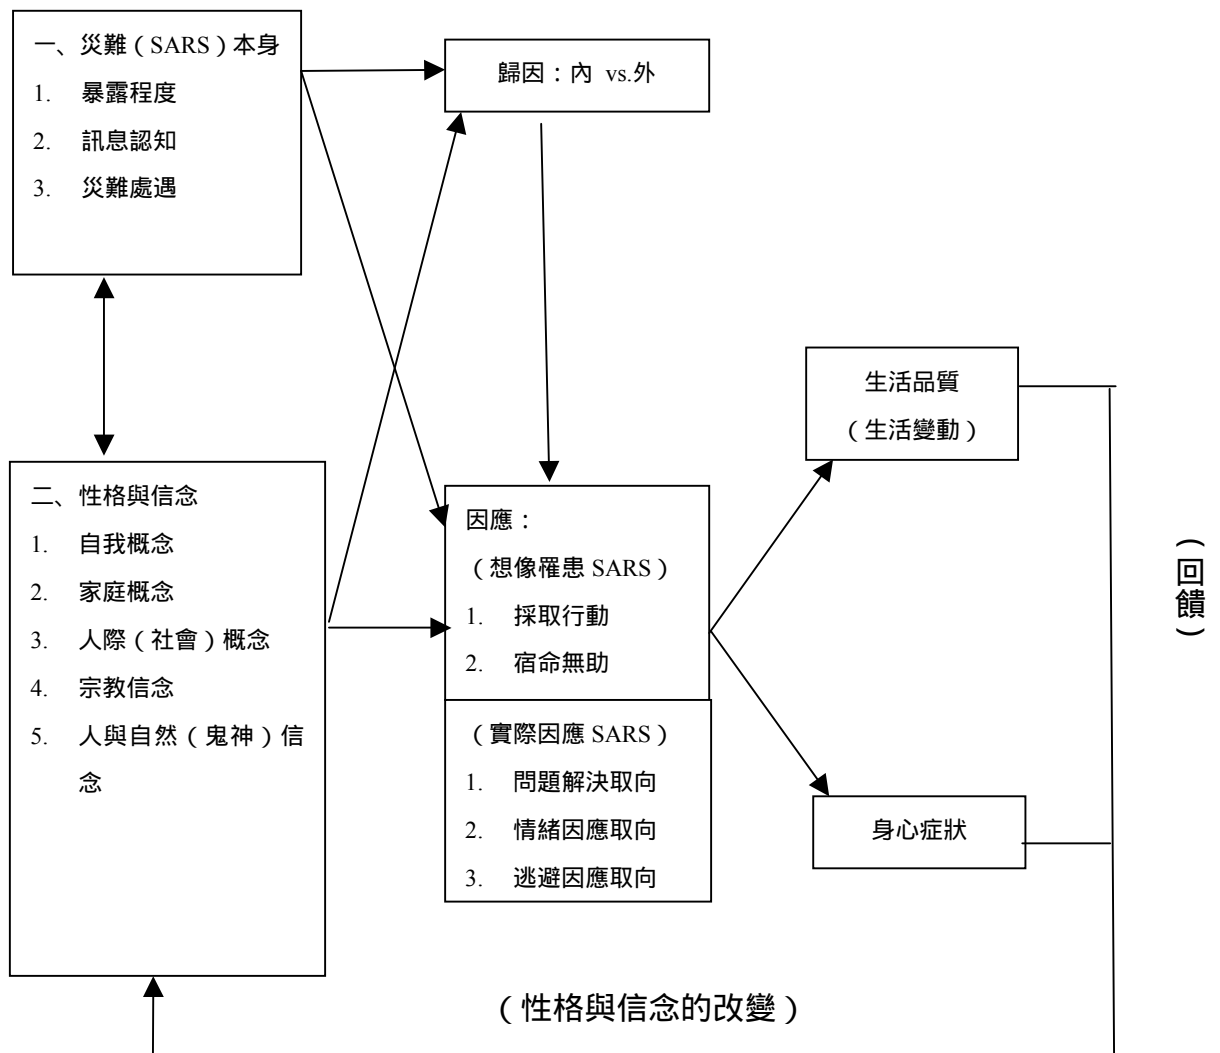 一、災難（SARS）本身
1. 暴露程度
2. 訊息認知
3. 災難處遇
歸因：內 vs.外
二、性格與信念
1. 自我概念
2. 家庭概念
3. 人際（社會）概念
4. 宗教信念
5. 人與自然（鬼神）信
念
因應：
（想像罹患 SARS）
1. 採取行動
2. 宿命無助
（實際因應 SARS）
1. 問題解決取向
2. 情緒因應取向
3. 逃避因應取向
生活品質
（生活變動）
身心症狀
（回饋）
（性格與信念的改變）